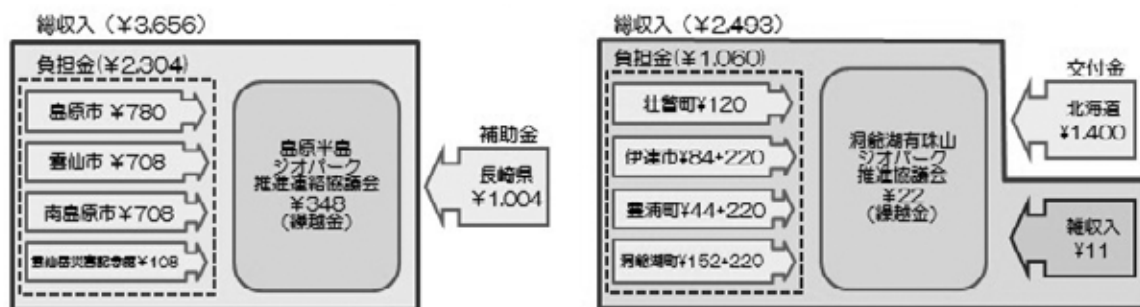 総収入（¥3,656）
負担金(¥2,304)
島原市 ¥780
雲仙市 ¥708
南島原市¥708
雲仙岳災害記念館¥108
島原半島
ジオパーク
推進連絡協議会
¥348
(繰越金)
補助金
長崎県
¥1,004
総収入（¥2,493）
負担金(¥1,060)
壮瞥町¥120
伊達市¥84+220
豊浦町¥44+220
洞爺湖町¥152+220
洞爺湖有珠山
ジオパーク
推進協議会
¥22
(繰越金)
交付金
北海道
¥1,400
雑収入
¥11